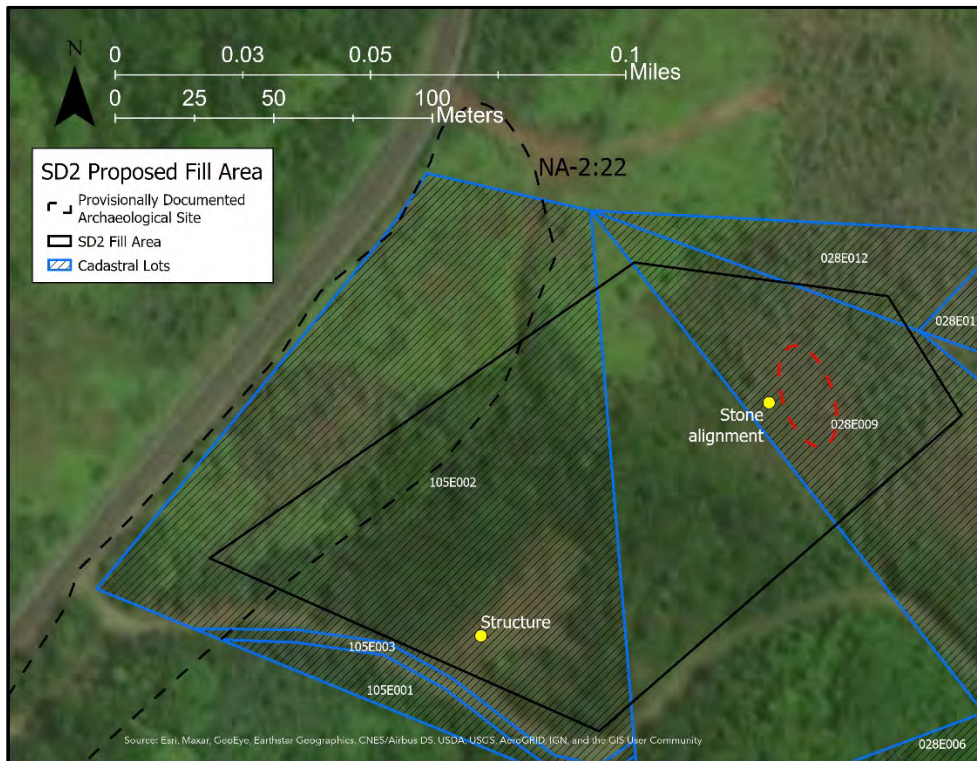 N
0 0.03 0.05 0.1
Miles
0 25 50 100
Meters
SD2 Proposed Fill Area
Provisionally Documented
Archaeological Site
SD2 Fill Area
Cadastral Lots
NA-2:22
028E012
028E01
Stone
alignment
028E009
105E002
Structure
105E003
105E001
028E006
Source: Esri, Maxar, GeoEye, Earthstar Geographics, CNES/Airbus DS, USDA, USGS, AeroGRID, IGN, and the GIS User Community